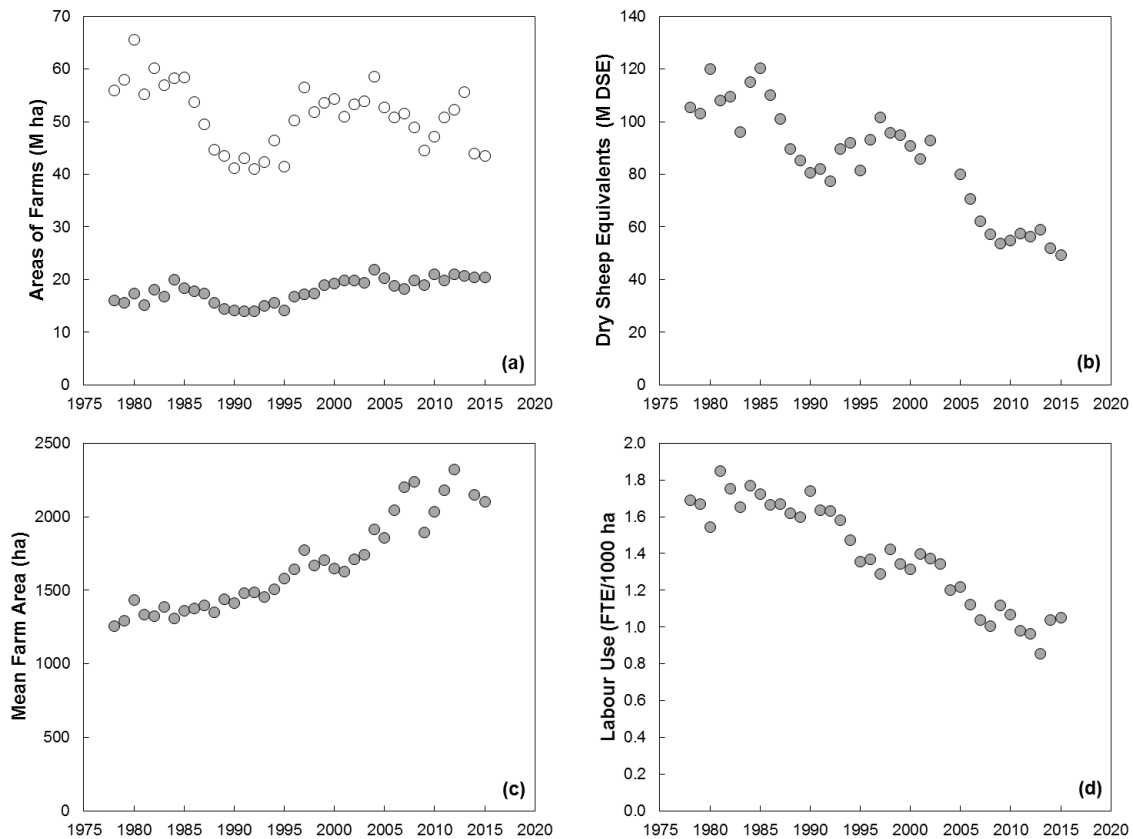 70
60
50
40
30
20
10
0
Areas of Farms (M ha)
(a)
1975 1980 1985 1990 1995 2000 2005 2010 2015 2020
140
120
100
80
60
40
20
0
Dry Sheep Equivalents (M DSE)
(b)
1975 1980 1985 1990 1995 2000 2005 2010 2015 2020
2500
2000
1500
1000
500
0
Mean Farm Area (ha)
(c)
1975 1980 1985 1990 1995 2000 2005 2010 2015 2020
2.0
1.8
1.6
1.4
1.2
1.0
0.8
0.6
0.4
0.2
0.0
Labour Use (FTE/1000 ha
(d)
1975 1980 1985 1990 1995 2000 2005 2010 2015 2020